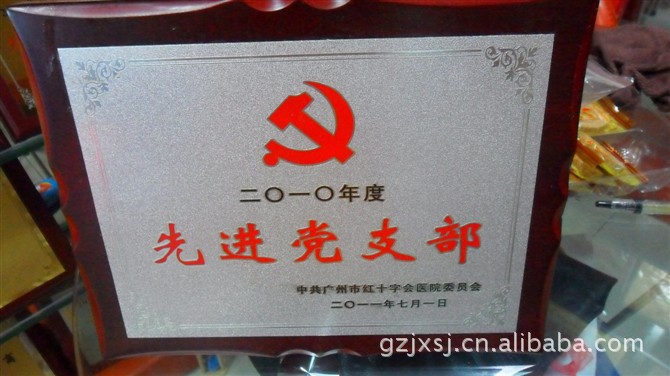 二〇一〇年度
先进党支部
中共广州市红十字会医院委员会
二〇一一年七月一日
gzjxsj.cn.alibaba.com